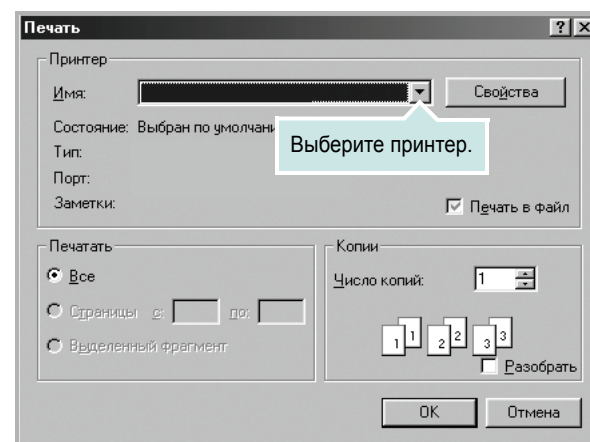 Печать
Принтер
Имя:
Свойства
Состояние: Выбран по умолчани
Выберите принтер.
Тип:
Порт:
Заметки:
Печать в файл
Печатать
Все
Страницы с: по:
Выделенный фрагмент
Копии
Число копий: 1
1 1 2 2 3 3
Разобрать
OK Отмена